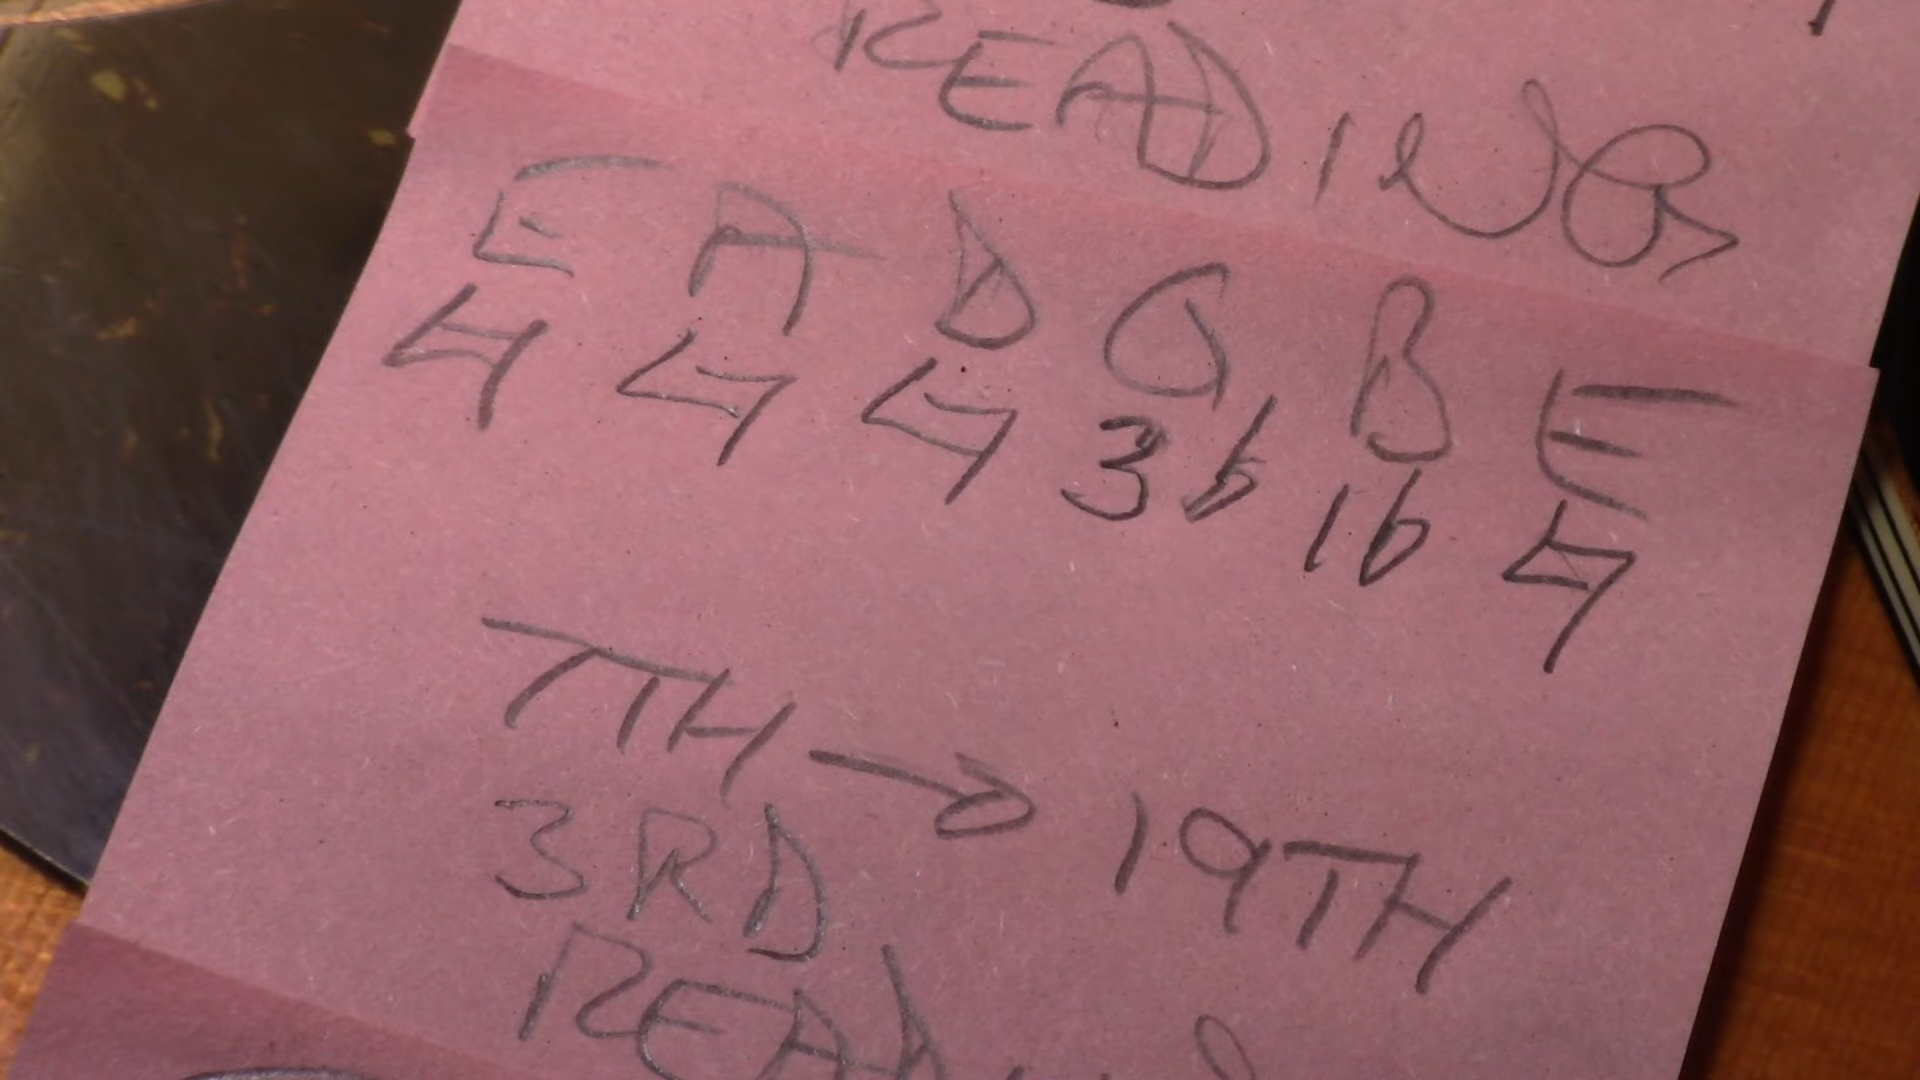 READING
E A D G B E
4 4 4 3b 1b 4
7TH → 19TH
3RD